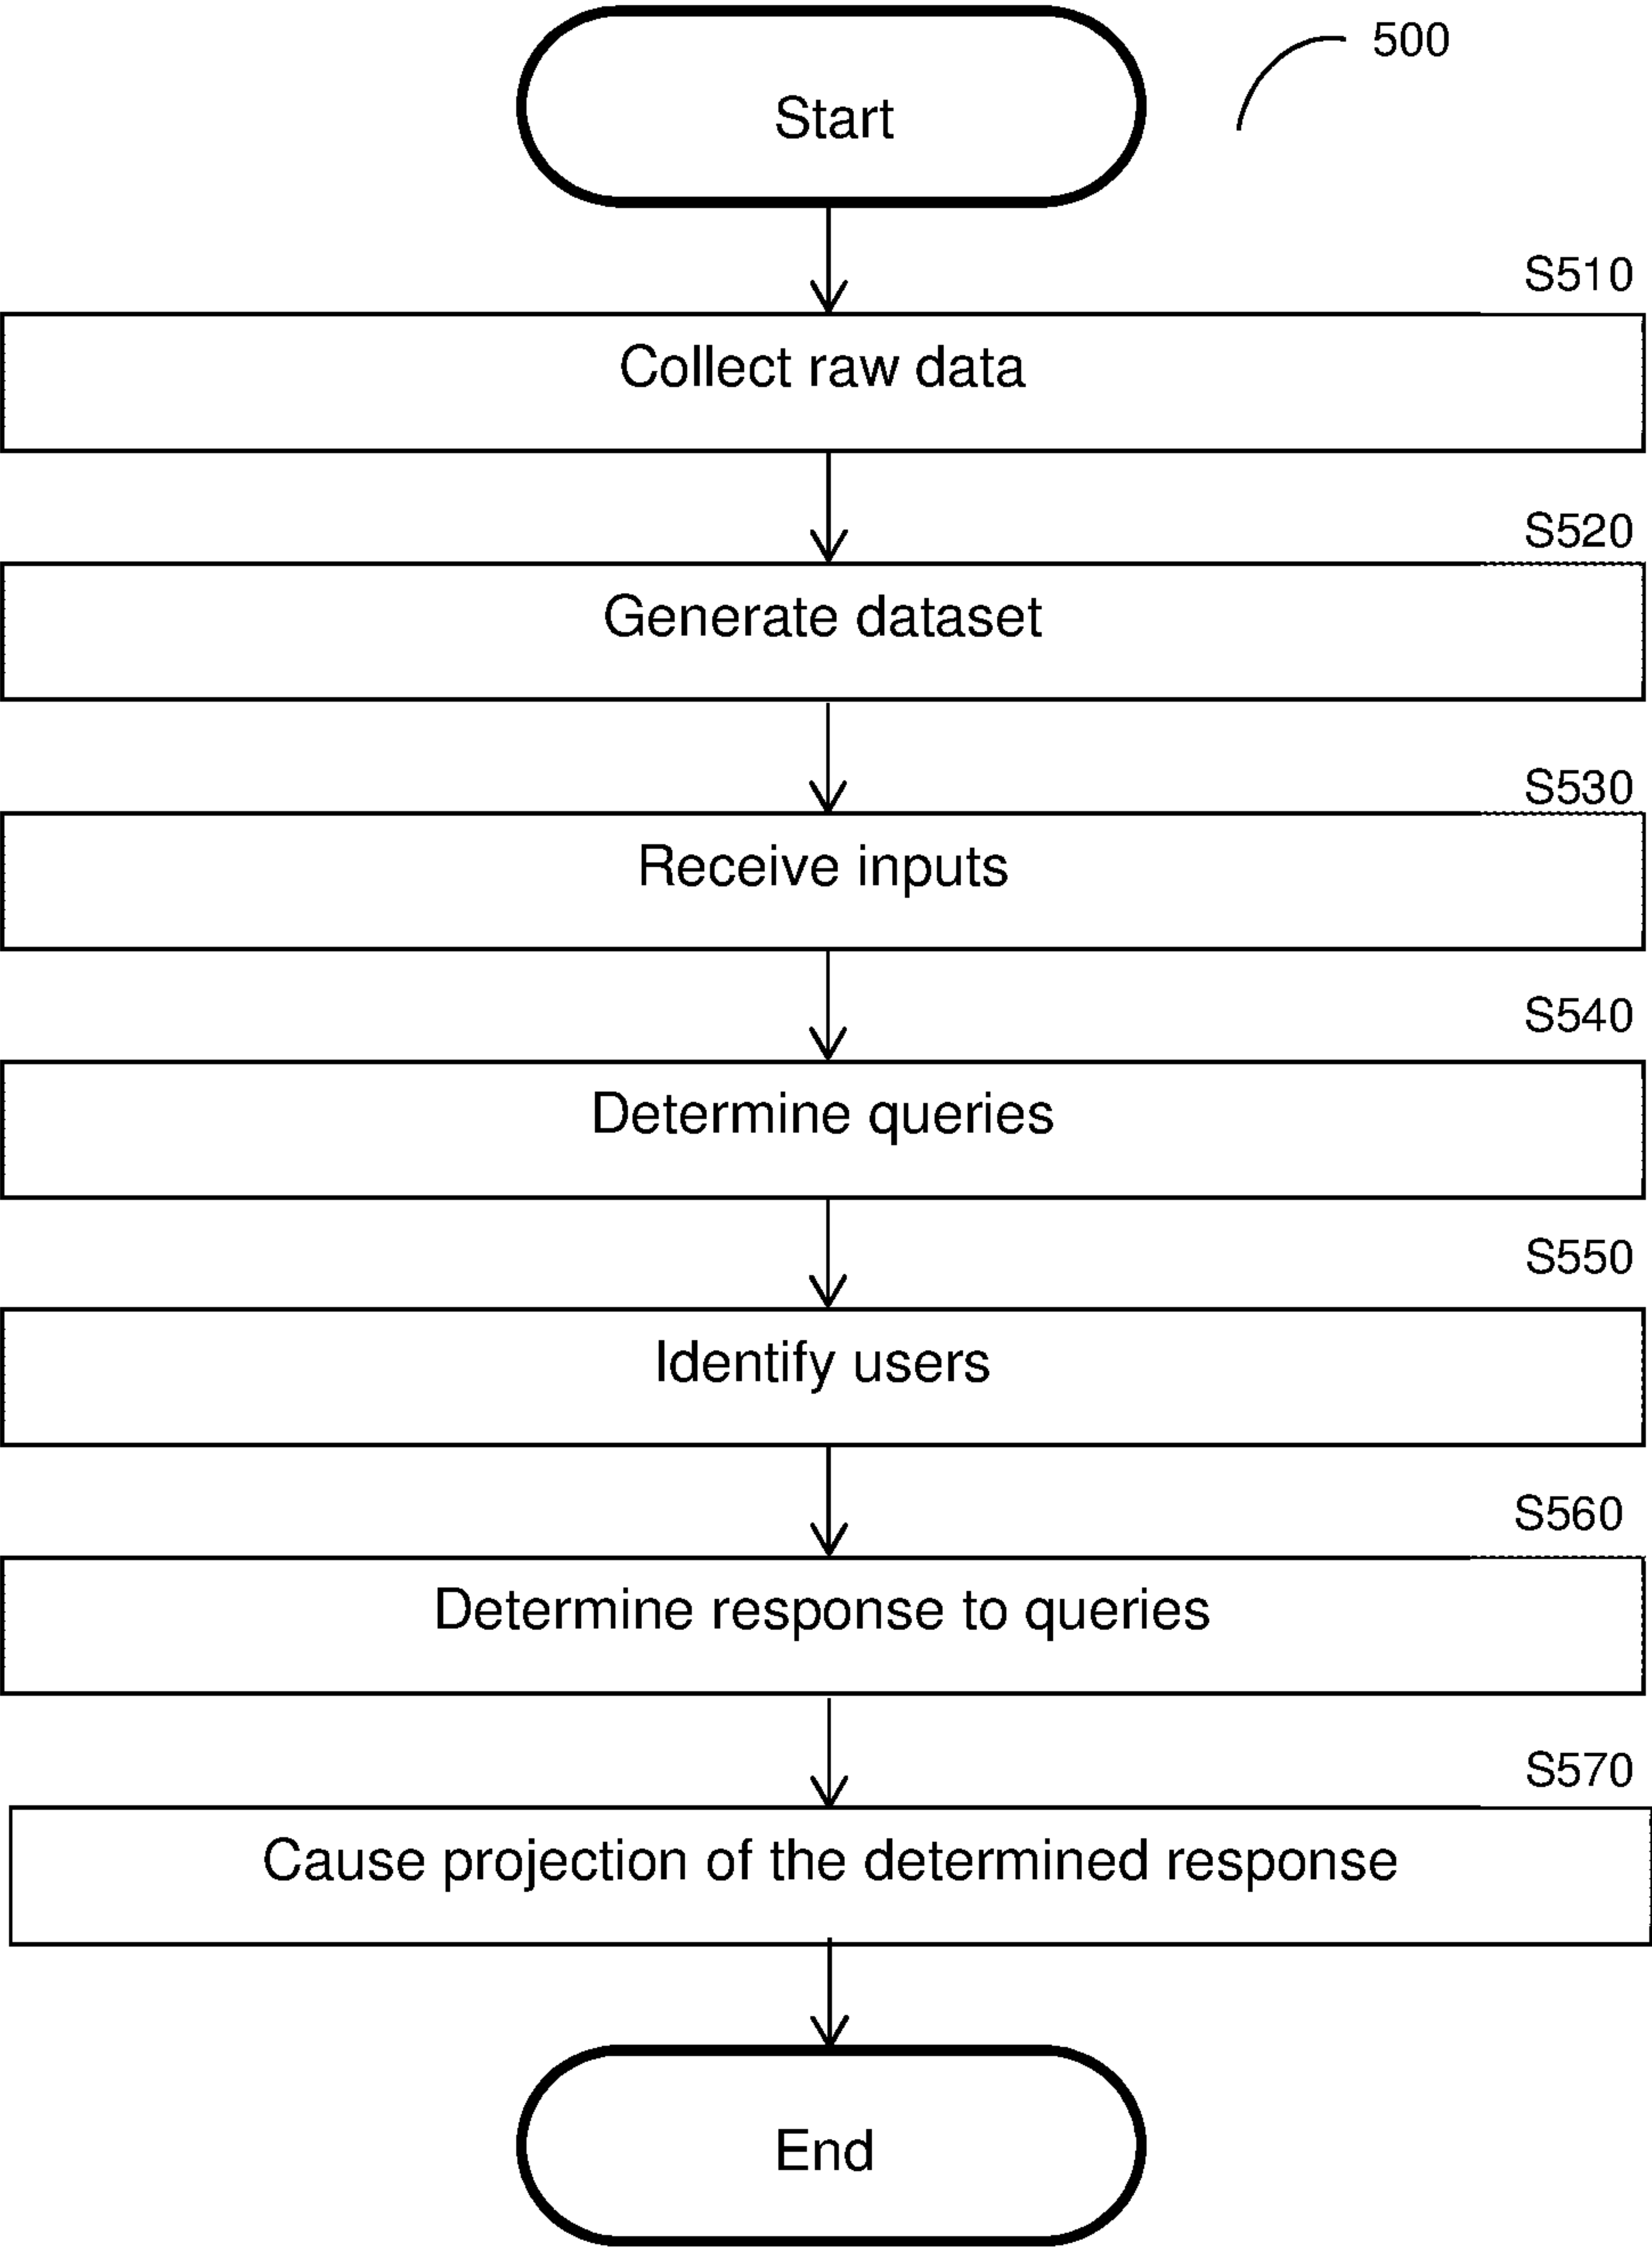 Start
500
S510
Collect raw data
S520
Generate dataset
S530
Receive inputs
S540
Determine queries
S550
Identify users
S560
Determine response to queries
S570
Cause projection of the determined response
End